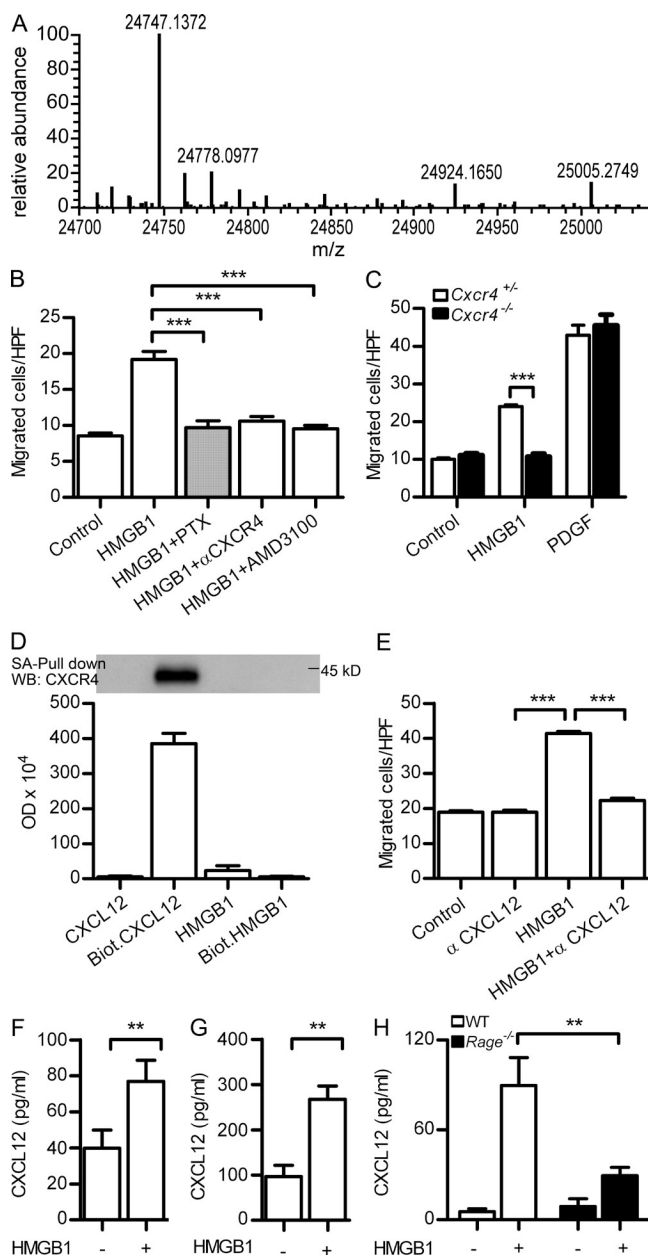 A
relative abundance
100
80
60
40
20
0
24747.1372
24778.0977
24924.1650
25005.2749
24700 24750 24800 24850 24900 24950 25000
m/z
B
Migrated cells/HPF
25
20
15
10
5
0
***
***
***
Control
HMGB1
HMGB1+PTX
HMGB1+αCXCR4
HMGB1+AMD3100
C
Cxcr4 +/-
Cxcr4 -/-
Migrated cells/HPF
50
40
30
20
10
***
Control
HMGB1
PDGF
D
SA-Pull down
WB: CXCR4
45 kD
OD x 10⁴
500
400
300
200
100
0
CXCL12
Biot.CXCL12
HMGB1
Biot.HMGB1
E
Migrated cells/HPF
50
40
30
20
10
0
*** ***
Control
α CXCL12
HMGB1
HMGB1+α CXCL12
F
CXCL12 (pg/ml)
100
80
60
40
20
0
**
HMGB1 - +
G
CXCL12 (pg/ml)
400
300
200
100
0
**
HMGB1 - +
H
WT
Rage-/-
CXCL12 (pg/ml)
120
60
0
**
HMGB1 - + - +